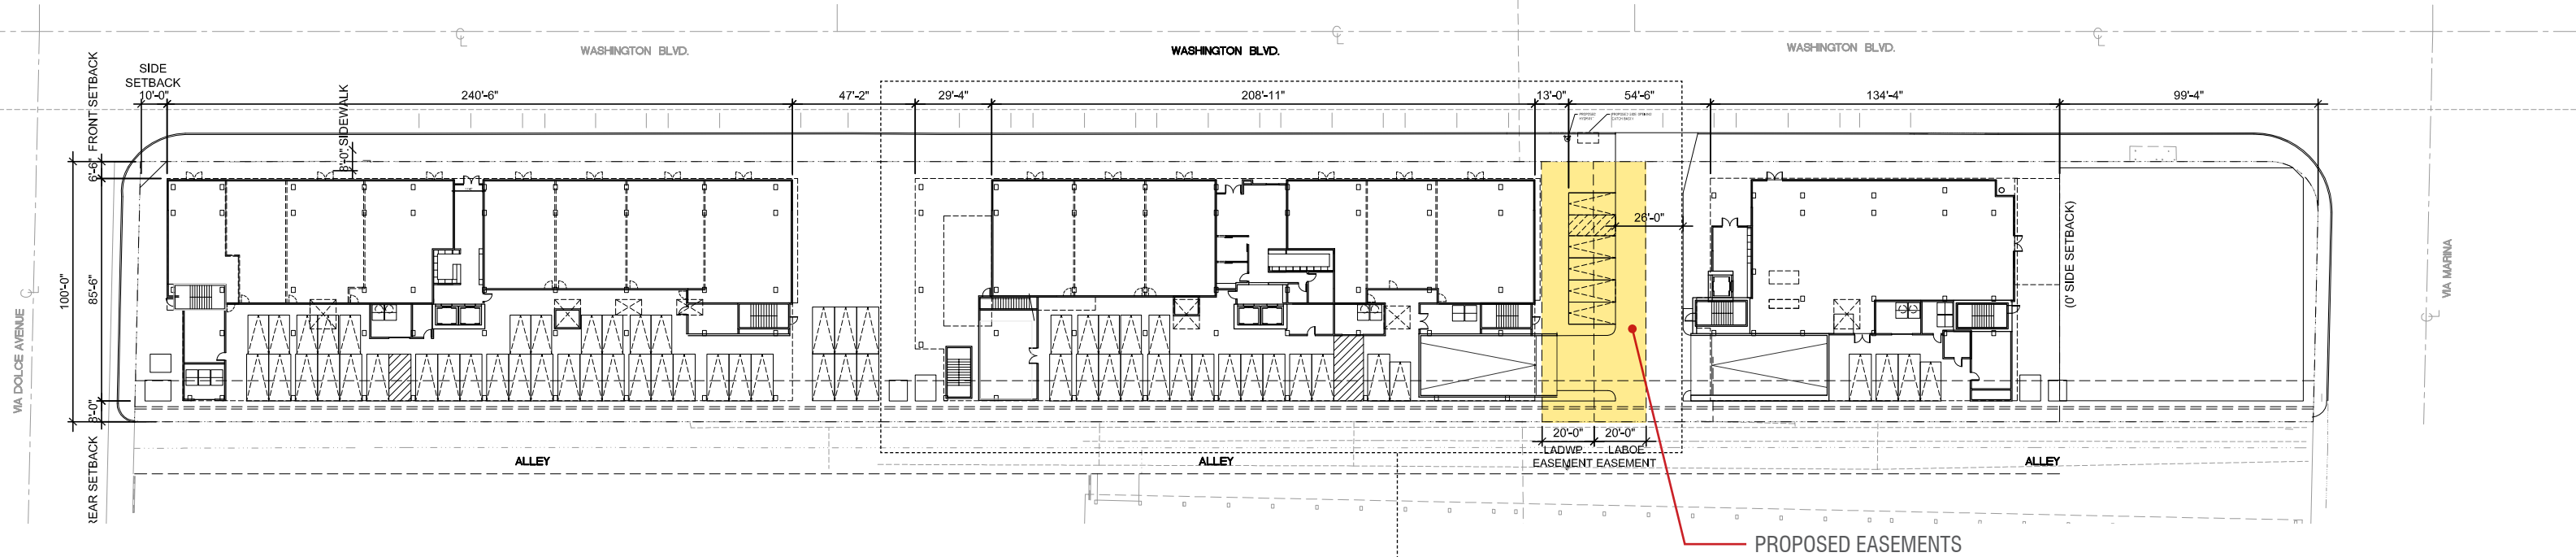 WASHINGTON BLVD.
WASHINGTON BLVD.
WASHINGTON BLVD.
SIDE
SETBACK
10'-0"
240'-6"
47'-2"
29'-4"
208'-11"
13'-0"
54'-6"
134'-4"
99'-4"
6'-6" FRONT SETBACK
8'-0" SIDEWALK
PROPOSED
HYDRANT
26'-0"
(0' SIDE SETBACK)
100'-0"
85'-6"
8'-0"
REAR SETBACK
VIA DOLCE AVENUE
VIA MARINA
20'-0"
20'-0"
LADWP
EASEMENT
LABOE
EASEMENT
ALLEY
ALLEY
ALLEY
PROPOSED EASEMENTS